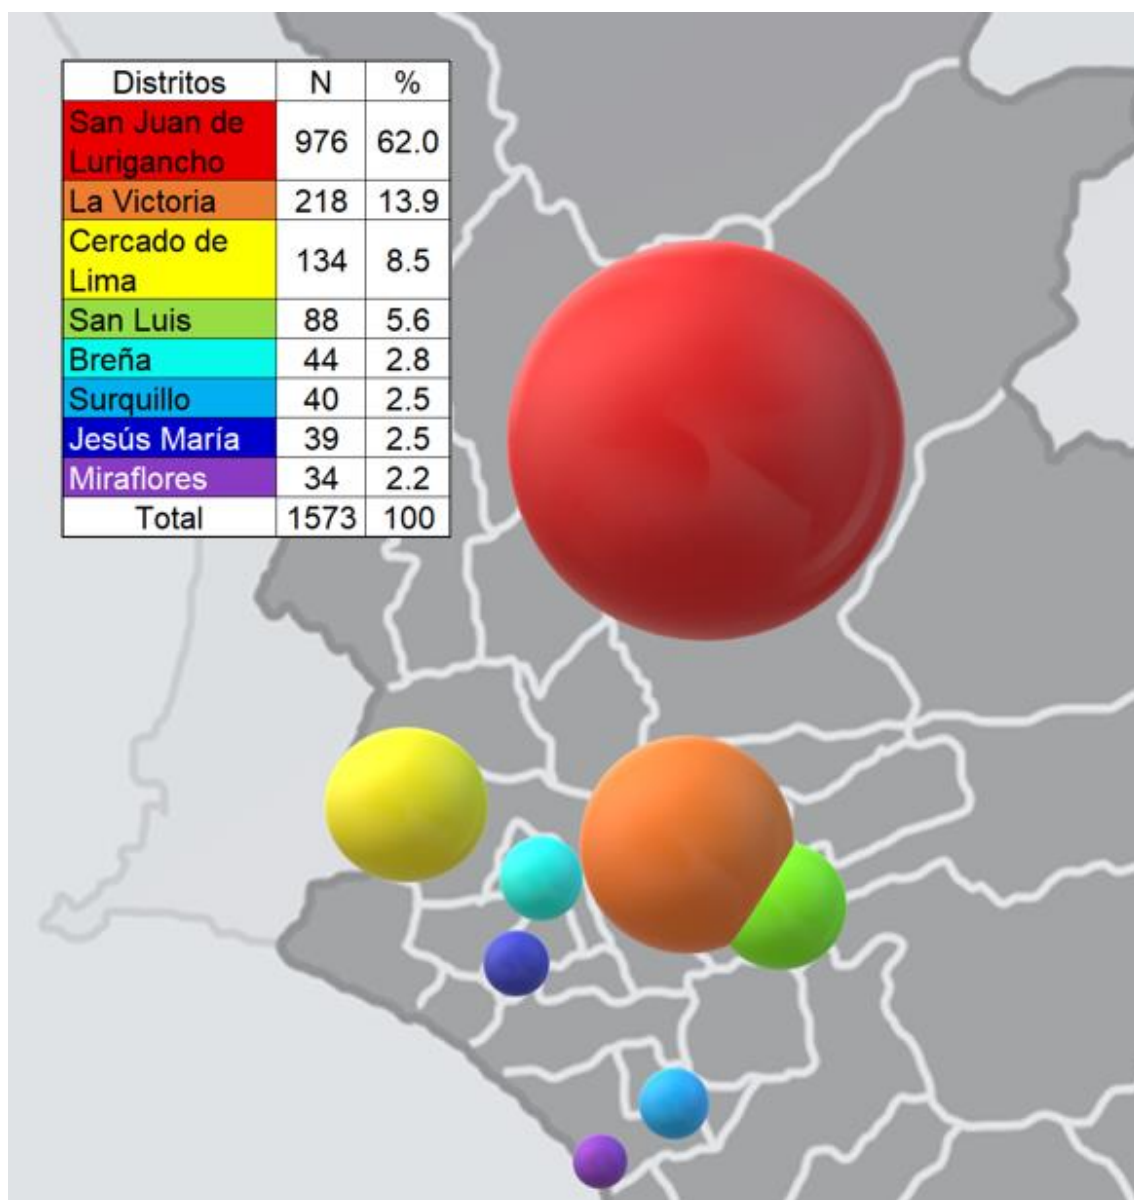 Distritos N %
San Juan de
Lurigancho 976 62.0
La Victoria 218 13.9
Cercado de
Lima 134 8.5
San Luis 88 5.6
Breña 44 2.8
Surquillo 40 2.5
Jesús María 39 2.5
Miraflores 34 2.2
Total 1573 100